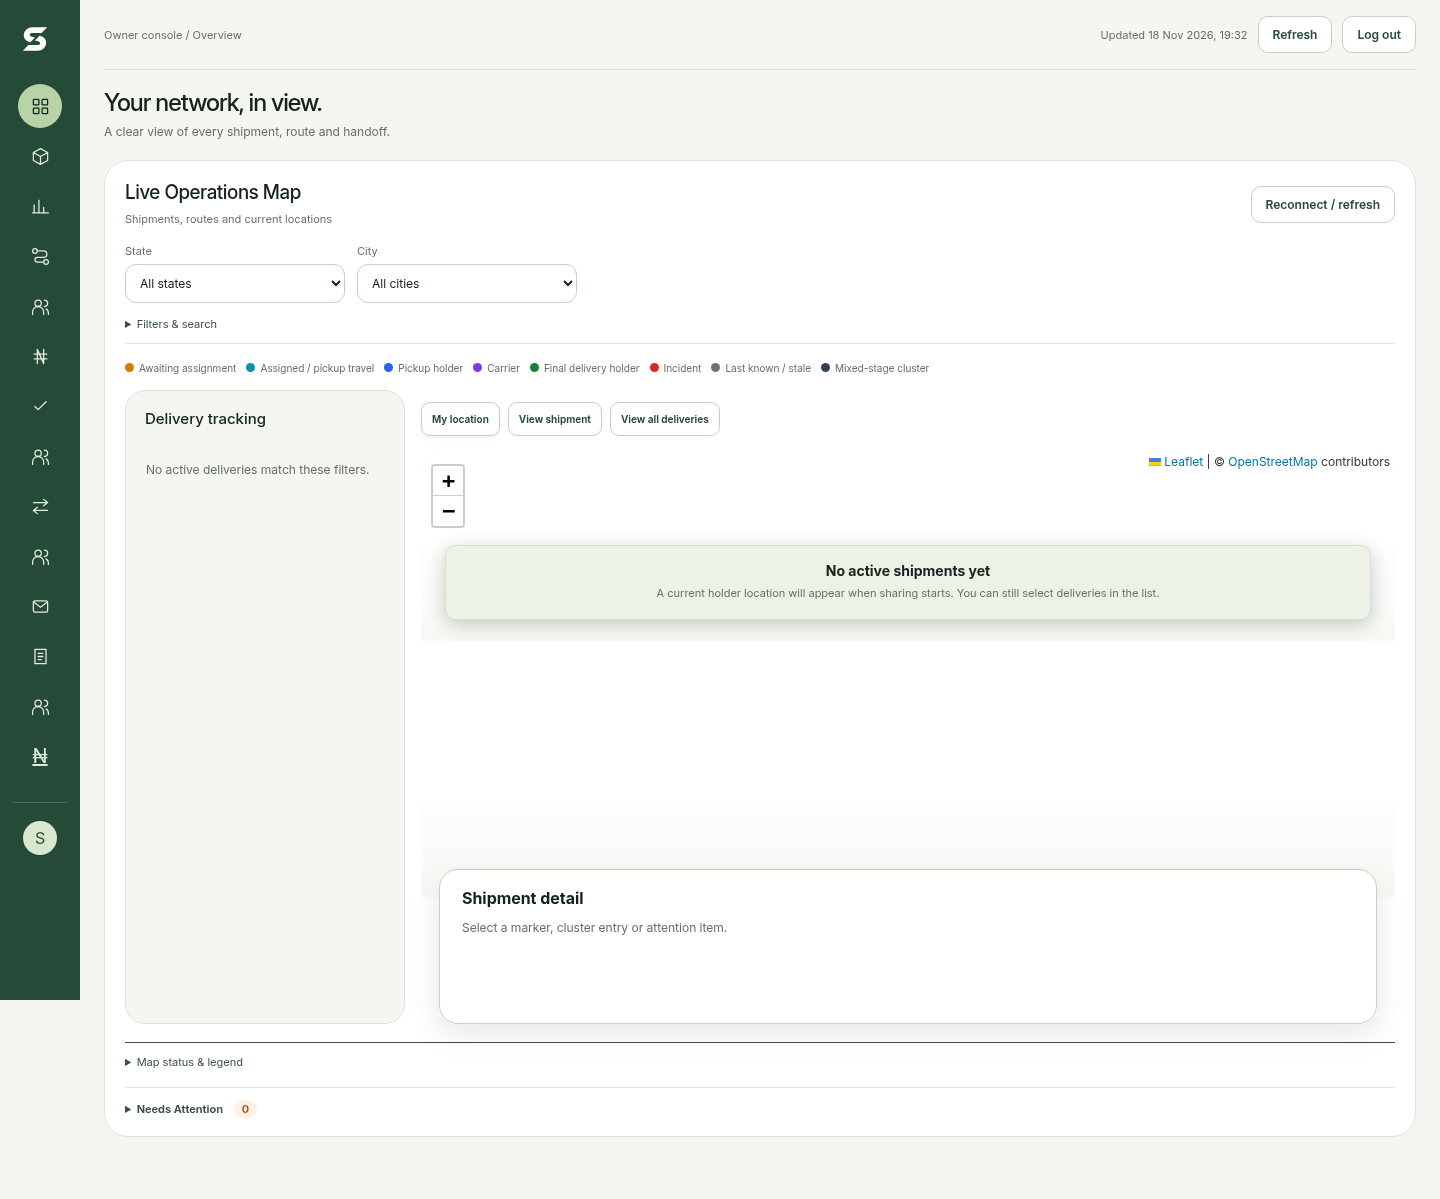 Owner console / Overview
Updated 18 Nov 2026, 19:32
Refresh
Log out
Your network, in view.
A clear view of every shipment, route and handoff.
Live Operations Map
Shipments, routes and current locations
Reconnect / refresh
State
City
All states
All cities
Filters & search
Awaiting assignment
Assigned / pickup travel
Pickup holder
Carrier
Final delivery holder
Incident
Last known / stale
Mixed-stage cluster
Delivery tracking
No active deliveries match these filters.
My location
View shipment
View all deliveries
+
−
Leaflet | © OpenStreetMap contributors
No active shipments yet
A current holder location will appear when sharing starts. You can still select deliveries in the list.
Shipment detail
Select a marker, cluster entry or attention item.
₦
S
Map status & legend
Needs Attention 0